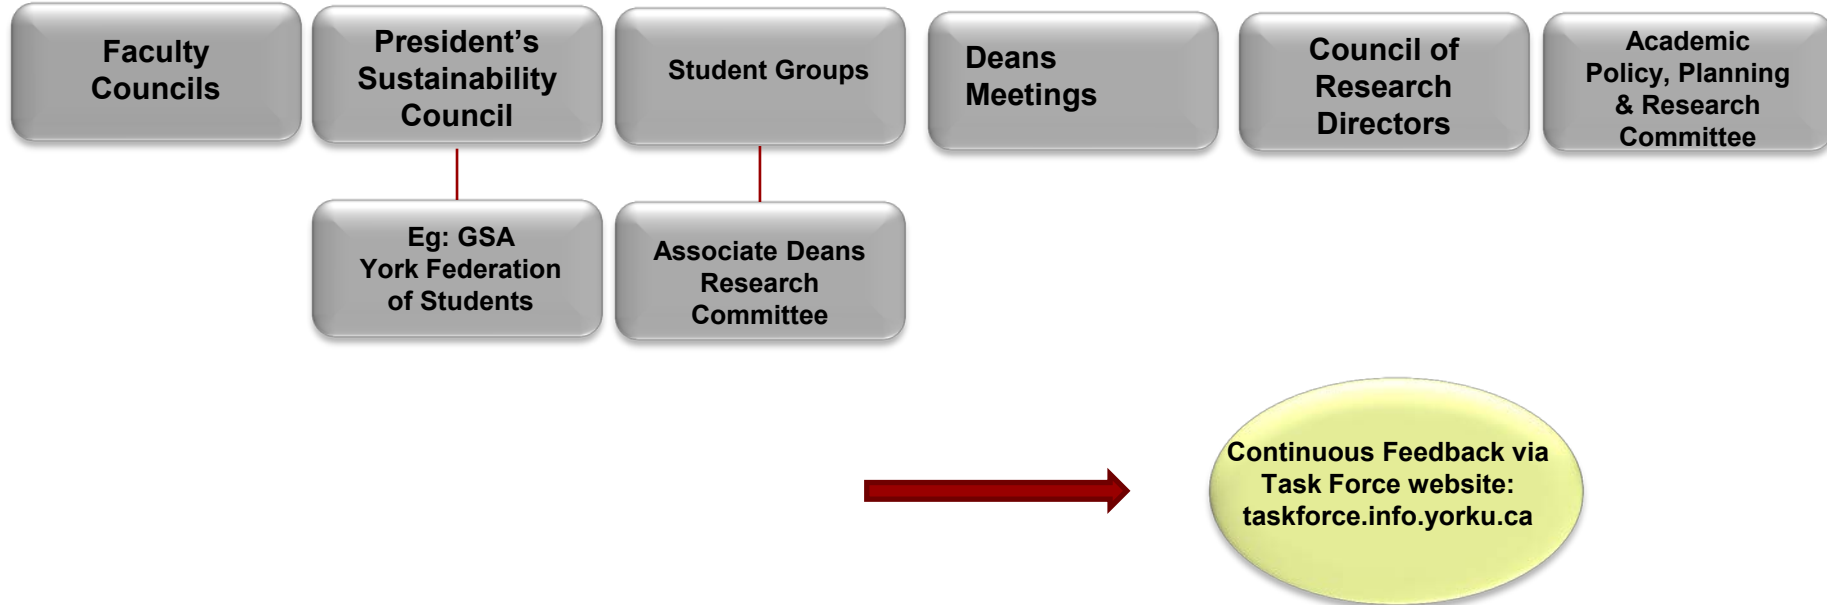 Faculty
Councils
President’s
Sustainability
Council
Student Groups
Deans
Meetings
Council of
Research
Directors
Academic
Policy, Planning
& Research
Committee
Eg: GSA
York Federation
of Students
Associate Deans
Research
Committee
Continuous Feedback via
Task Force website:
taskforce.info.yorku.ca